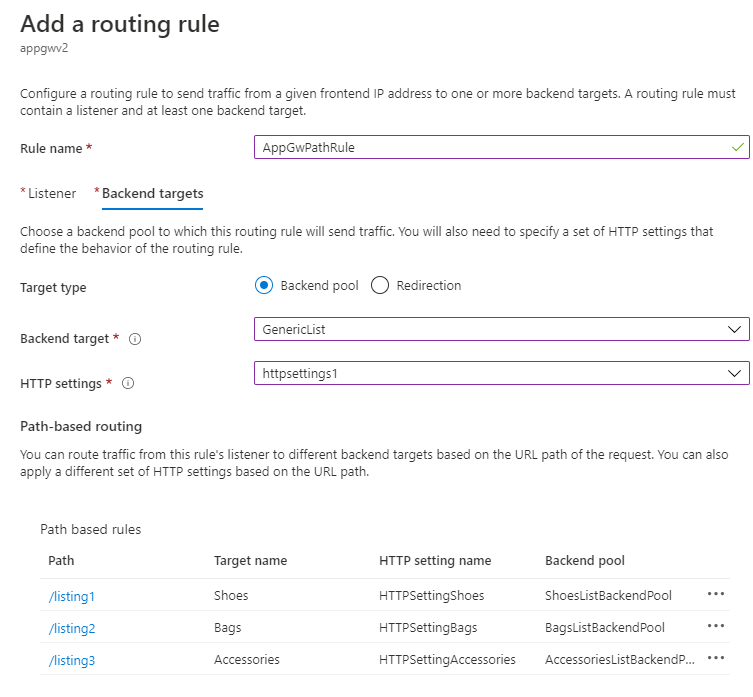 Add a routing rule
appgwv2
Configure a routing rule to send traffic from a given frontend IP address to one or more backend targets. A routing rule must
contain a listener and at least one backend target.
Rule name * AppGwPathRule
* Listener * Backend targets
Choose a backend pool to which this routing rule will send traffic. You will also need to specify a set of HTTP settings that
define the behavior of the routing rule.
Target type Backend pool Redirection
Backend target * GenericList
HTTP settings * httpsettings1
Path-based routing
You can route traffic from this rule's listener to different backend targets based on the URL path of the request. You can also
apply a different set of HTTP settings based on the URL path.
Path based rules
Path Target name HTTP setting name Backend pool
/listing1 Shoes HTTPSettingShoes ShoesListBackendPool ...
/listing2 Bags HTTPSettingBags BagsListBackendPool ...
/listing3 Accessories HTTPSettingAccessories AccessoriesListBackendP... ...